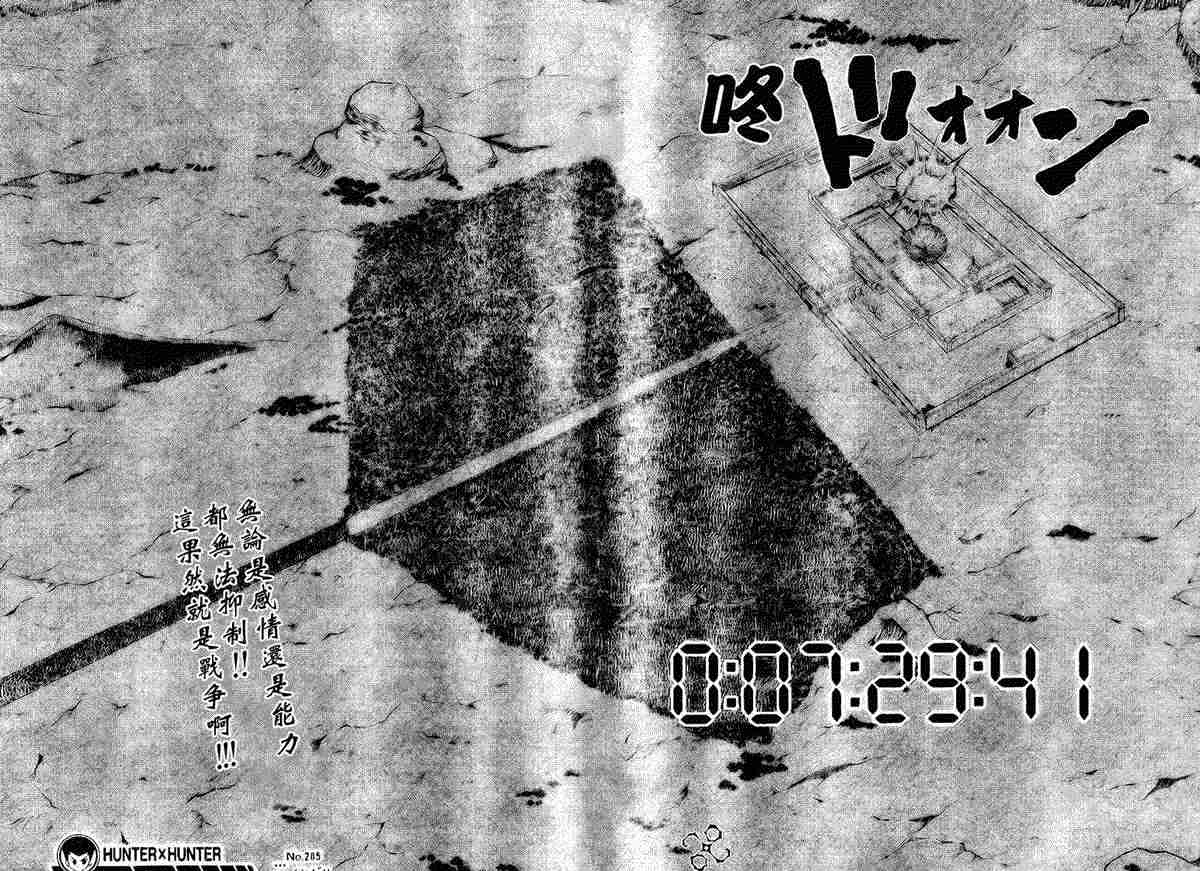 咚
ドォオオン
0:07:29:41
無論是感情還是能力
都無法抑制!!
這果然就是戰爭啊!!!
HUNTER×HUNTER
No.285